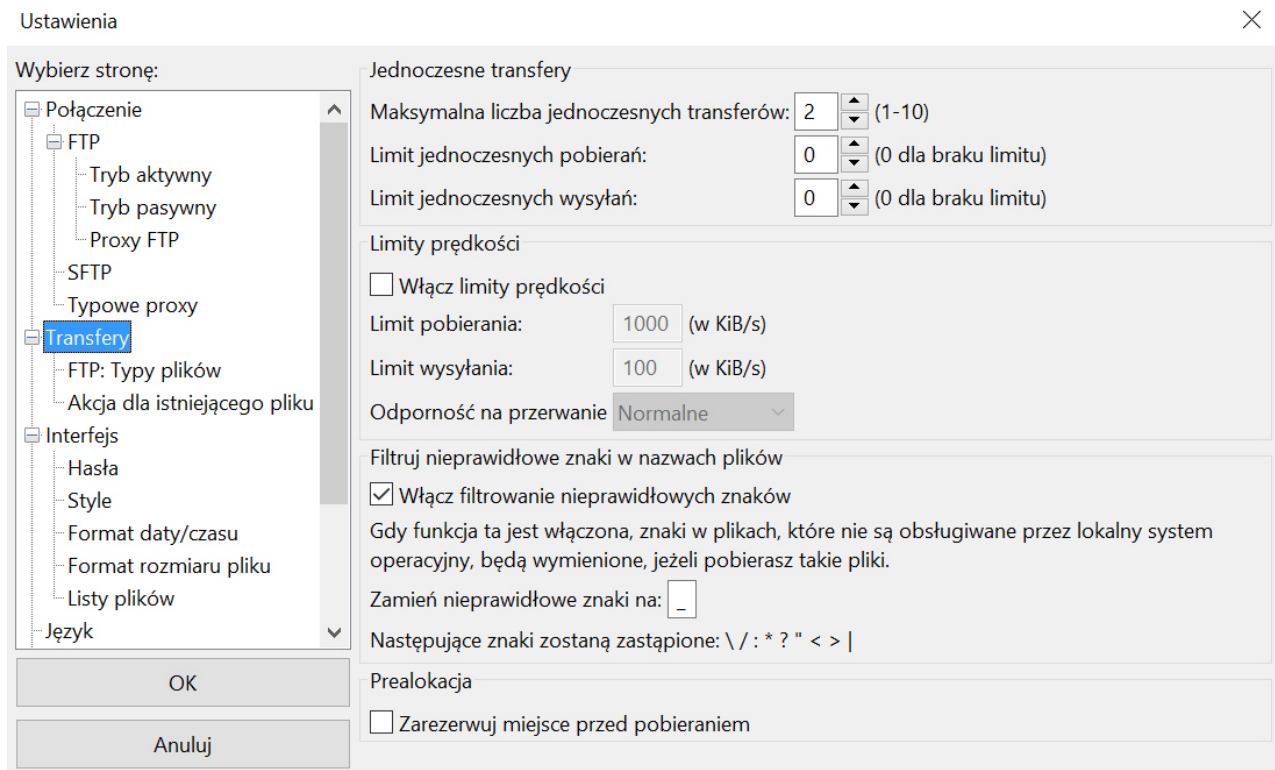 Ustawienia
Wybierz stronę:
Połączenie
FTP
Tryb aktywny
Tryb pasywny
Proxy FTP
SFTP
Typowe proxy
Transfery
FTP: Typy plików
Akcja dla istniejącego pliku
Interfejs
Hasła
Style
Format daty/czasu
Format rozmiaru pliku
Listy plików
Język
OK
Anuluj
Jednoczesne transfery
Maksymalna liczba jednoczesnych transferów: 2 (1-10)
Limit jednoczesnych pobierań: 0 (0 dla braku limitu)
Limit jednoczesnych wysyłań: 0 (0 dla braku limitu)
Limity prędkości
Włącz limity prędkości
Limit pobierania: 1000 (w KiB/s)
Limit wysyłania: 100 (w KiB/s)
Odporność na przerwanie Normalne
Filtruj nieprawidłowe znaki w nazwach plików
Włącz filtrowanie nieprawidłowych znaków
Gdy funkcja ta jest włączona, znaki w plikach, które nie są obsługiwane przez lokalny system
operacyjny, będą wymienione, jeżeli pobierasz takie pliki.
Zamień nieprawidłowe znaki na: _
Następujące znaki zostaną zastąpione: \ / : * ? " < > |
Prealokacja
Zarezerwuj miejsce przed pobieraniem